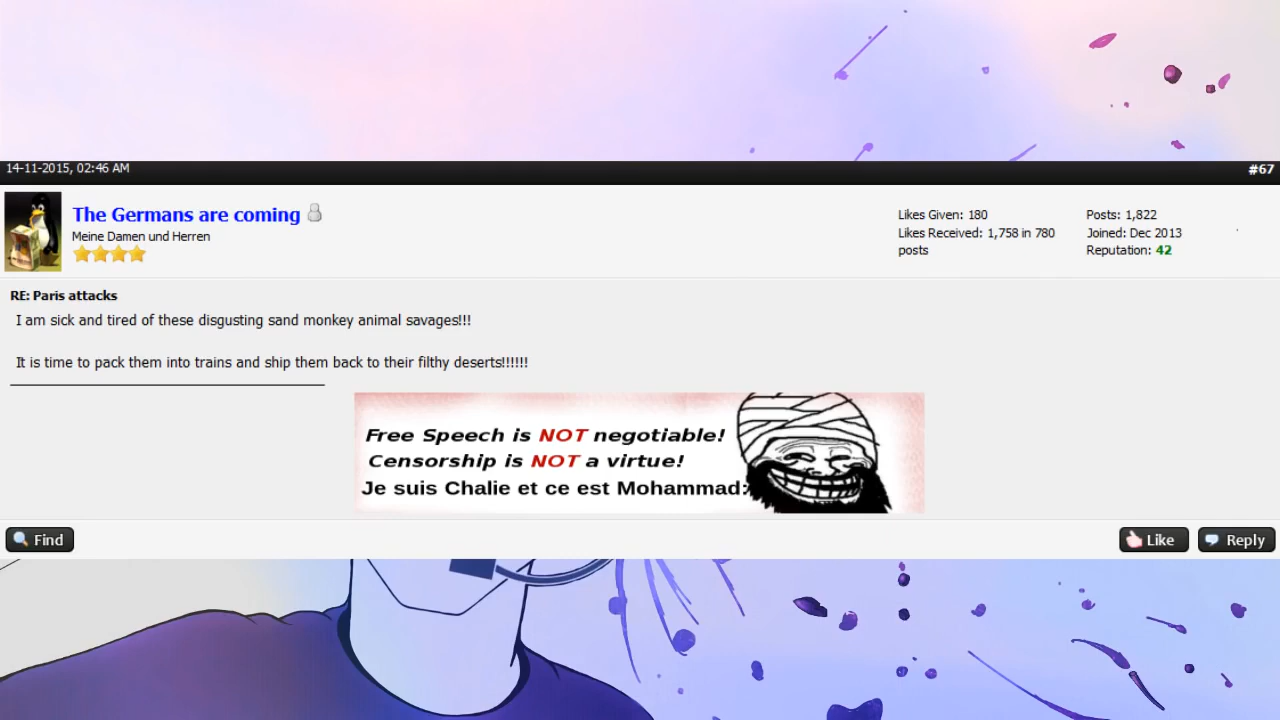 14-11-2015, 02:46 AM
#67
The Germans are coming
Meine Damen und Herren
Likes Given: 180
Likes Received: 1,758 in 780
posts
Posts: 1,822
Joined: Dec 2013
Reputation: 42
RE: Paris attacks
I am sick and tired of these disgusting sand monkey animal savages!!!
It is time to pack them into trains and ship them back to their filthy deserts!!!!!!
Free Speech is NOT negotiable!
Censorship is NOT a virtue!
Je suis Chalie et ce est Mohammad:
Find
Like
Reply